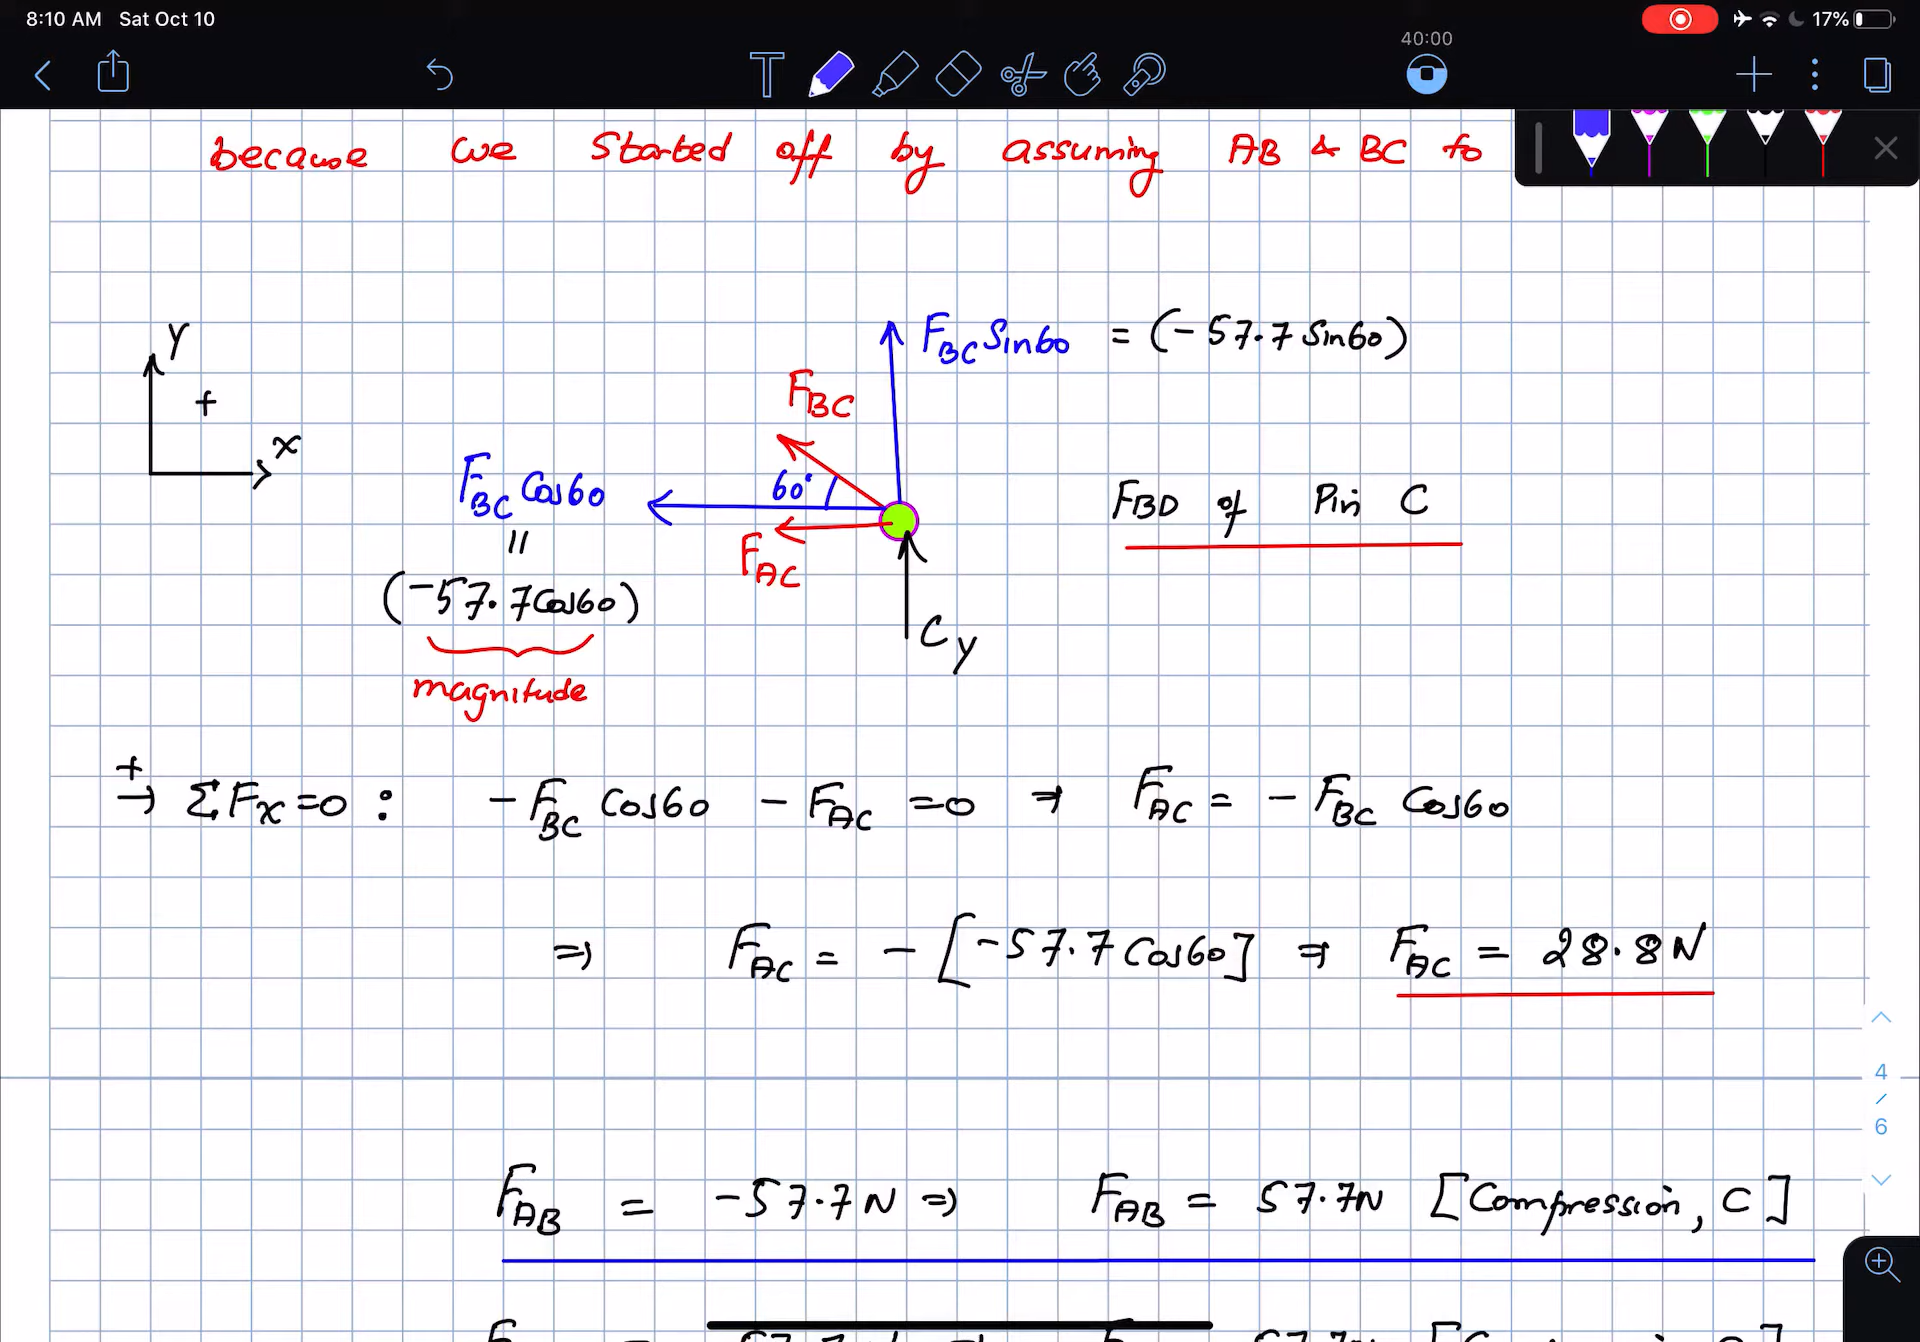 8:10 AM Sat Oct 10
17%
40:00
T
because we started off by assuming AB & BC to
Y
+
x
F_BC Sin60 = (-57.7 Sin60)
F_BC
F_BC Cos60
60°
FBD of Pin C
=
F_AC
(-57.7Cos60)
C_y
magnitude
+→ ΣFx=0 : -F_BC Cos60 - F_AC =0 ⇒ F_AC = -F_BC Cos60
⇒ F_AC = -[-57.7 Cos60] ⇒ F_AC = 28.8N
4
/
6
F_AB = -57.7N ⇒ F_AB = 57.7N [Compression, C]